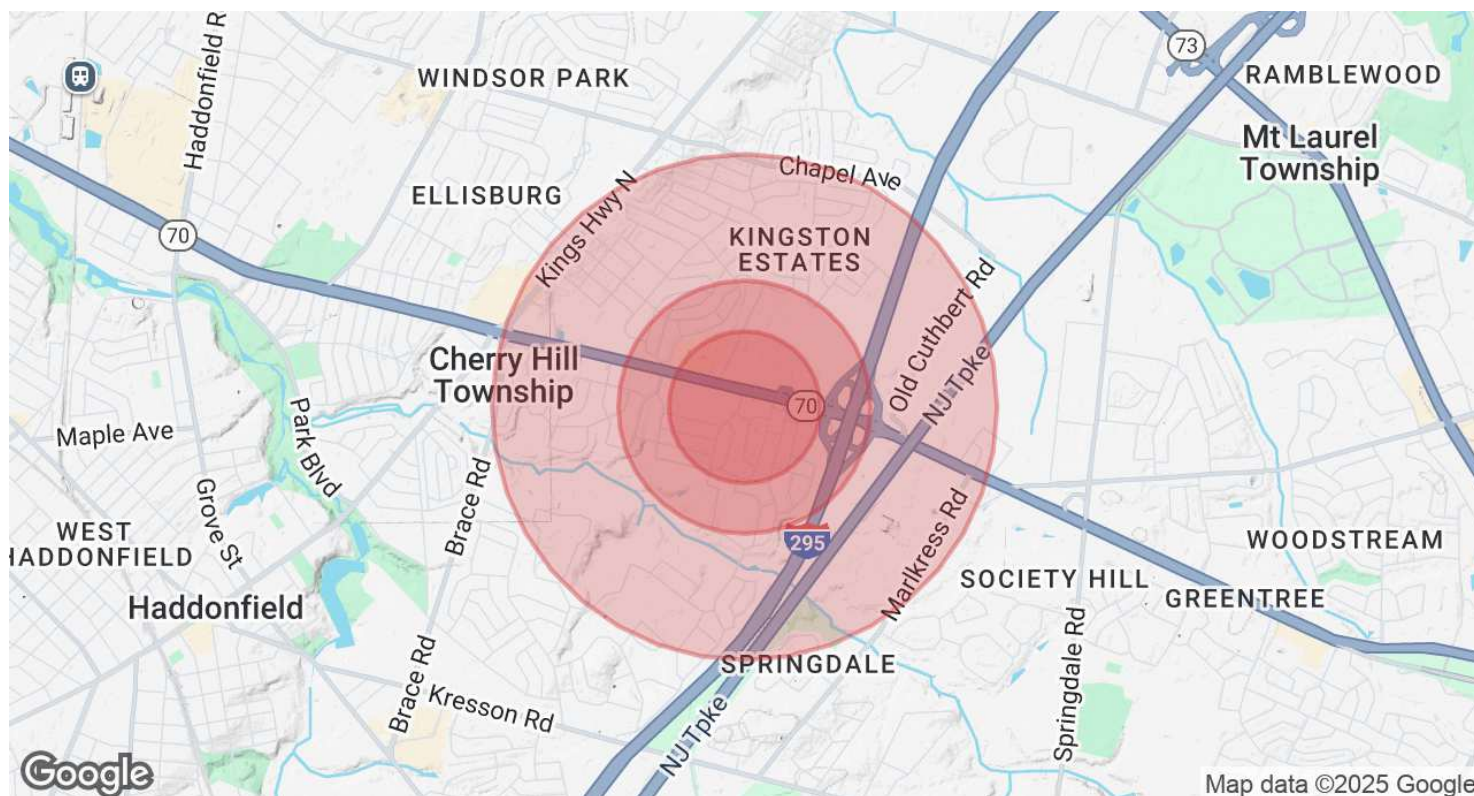 Haddonfield R
WINDSOR PARK
73
RAMBLEWOOD
Mt Laurel
Township
Chapel Ave
ELLISBURG
Kings Hwy N
70
KINGSTON
ESTATES
Old Cuthbert Rd
Cherry Hill
Township
NJ Tpke
70
Maple Ave
Park Blvd
Grove St
Brace Rd
Marlkress Rd
WEST
HADDONFIELD
295
WOODSTREAM
SOCIETY HILL
GREENTREE
Haddonfield
SPRINGDALE
Springdale Rd
Brace Rd
Kresson Rd
NJ Tpke
Google
Map data ©2025 Google